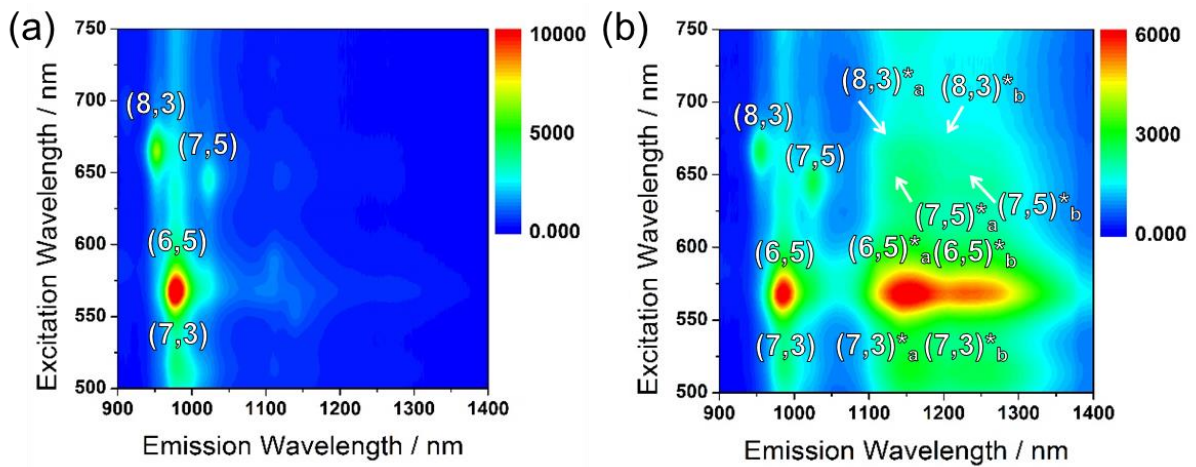 (a)
Excitation Wavelength / nm
750
700
650
600
550
500
(8,3)
(7,5)
(6,5)
(7,3)
900 1000 1100 1200 1300 1400
Emission Wavelength / nm
10000
5000
0.000
(b)
Excitation Wavelength / nm
750
700
650
600
550
500
(8,3)*a (8,3)*b
(8,3)
(7,5)
(7,5)*a (7,5)*b
(6,5) (6,5)*a (6,5)*b
(7,3) (7,3)*a (7,3)*b
900 1000 1100 1200 1300 1400
Emission Wavelength / nm
6000
3000
0.000